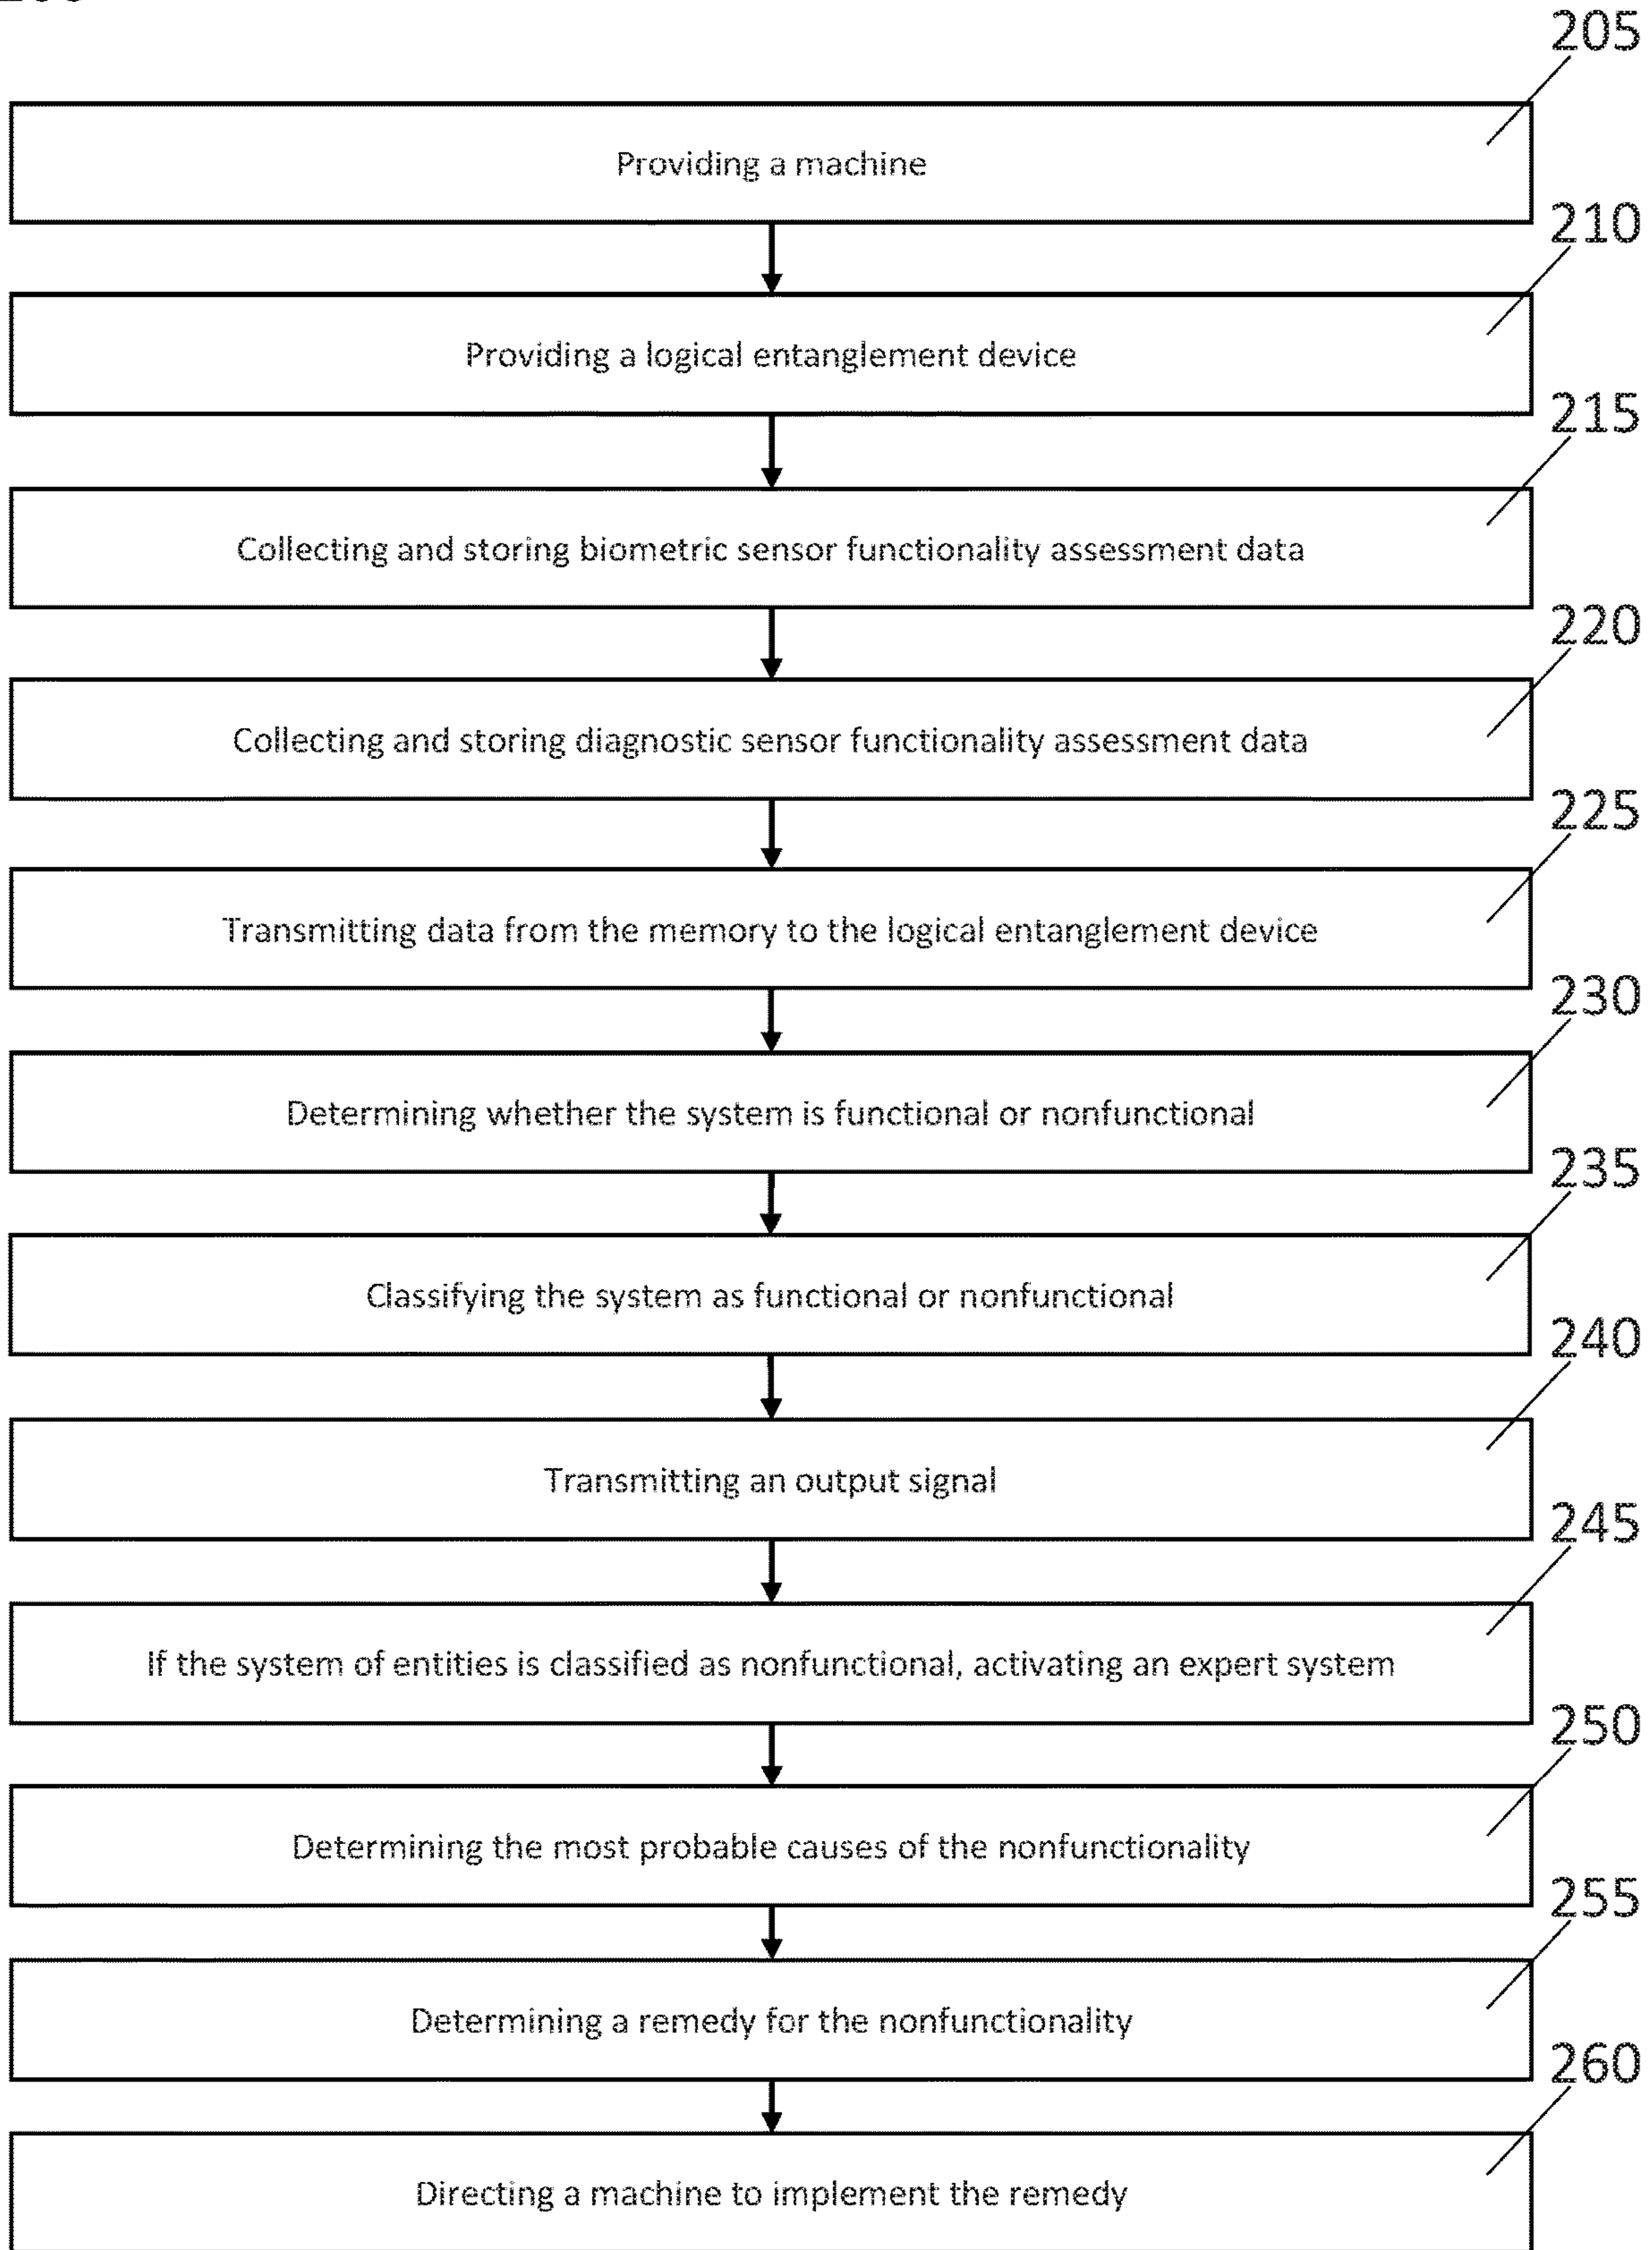 205
Providing a machine
210
Providing a logical entanglement device
215
Collecting and storing biometric sensor functionality assessment data
220
Collecting and storing diagnostic sensor functionality assessment data
225
Transmitting data from the memory to the logical entanglement device
230
Determining whether the system is functional or nonfunctional
235
Classifying the system as functional or nonfunctional
240
Transmitting an output signal
245
If the system of entities is classified as nonfunctional, activating an expert system
250
Determining the most probable causes of the nonfunctionality
255
Determining a remedy for the nonfunctionality
260
Directing a machine to implement the remedy